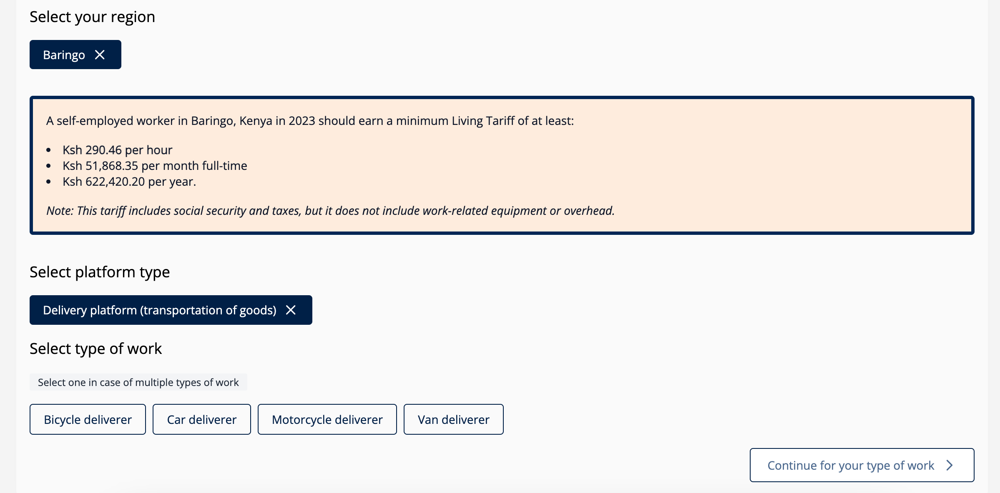 Select your region
Baringo
A self-employed worker in Baringo, Kenya in 2023 should earn a minimum Living Tariff of at least:
• Ksh 290.46 per hour
• Ksh 51,868.35 per month full-time
• Ksh 622,420.20 per year.
Note: This tariff includes social security and taxes, but it does not include work-related equipment or overhead.
Select platform type
Delivery platform (transportation of goods)
Select type of work
Select one in case of multiple types of work
Bicycle deliverer Car deliverer Motorcycle deliverer Van deliverer
Continue for your type of work